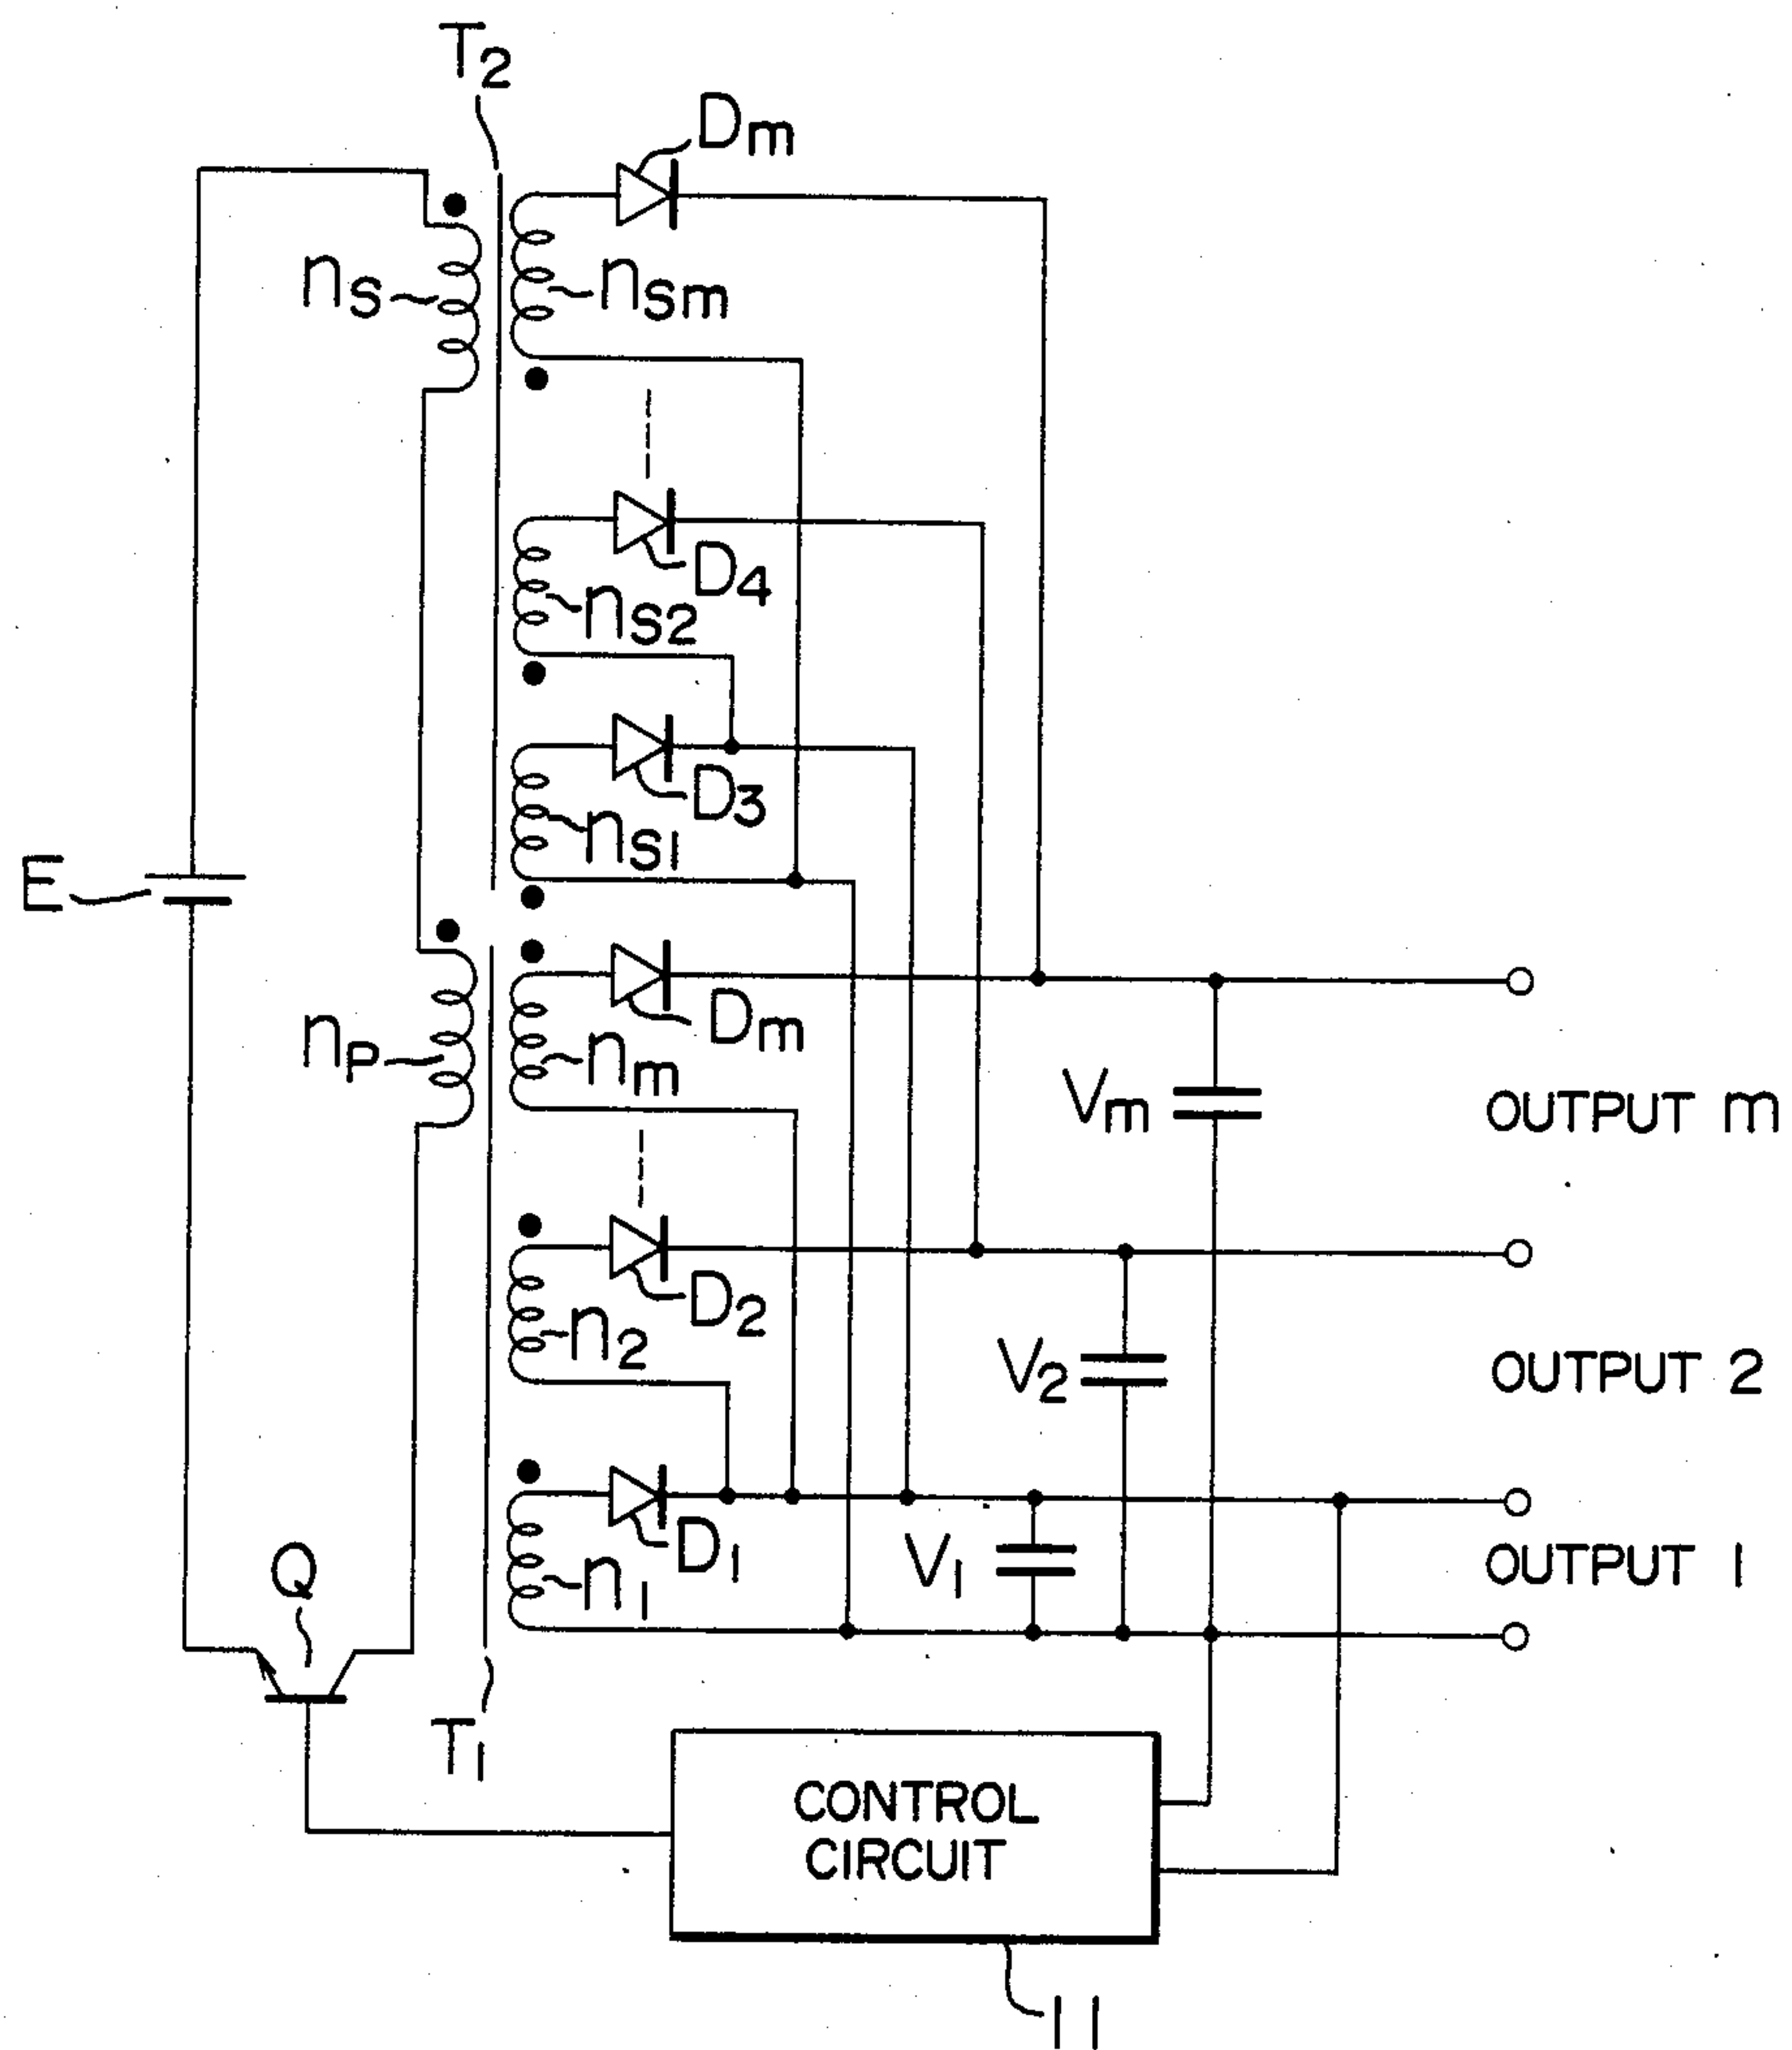 T2
Dm
nS
nSm
D4
nS2
D3
nS1
E
nP
Dm
nm
Vm
OUTPUT m
D2
n2
V2
OUTPUT 2
Q
D1
n1
V1
OUTPUT 1
T1
CONTROL
CIRCUIT
11